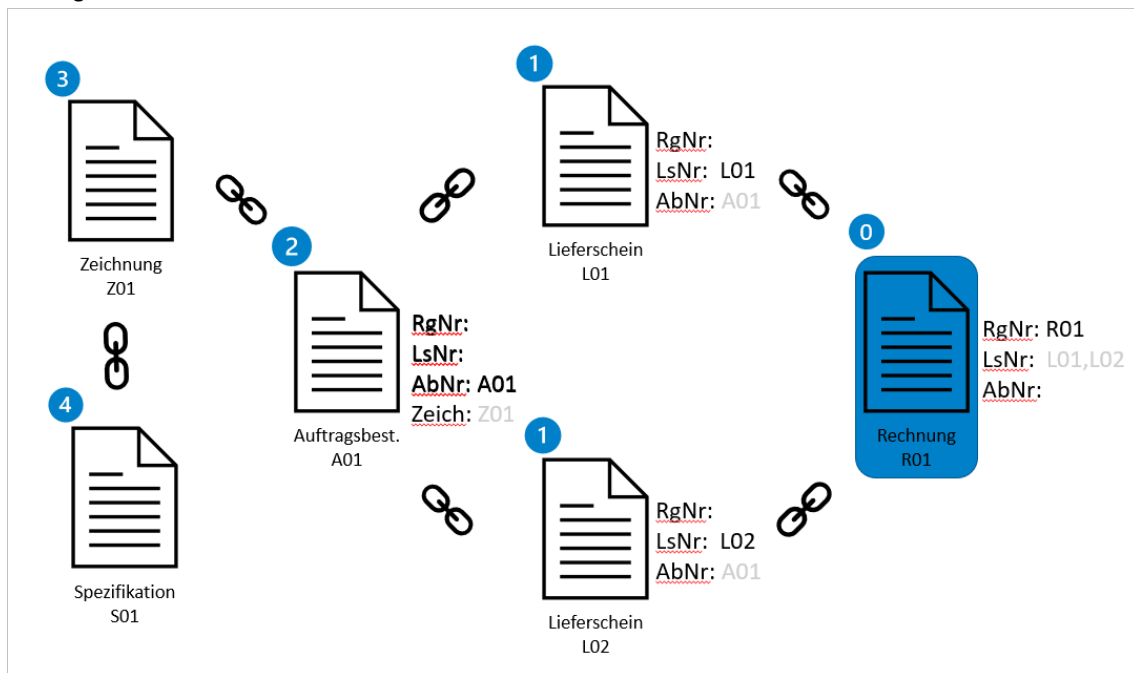 3
Zeichnung
Z01
4
Spezifikation
S01
2
RgNr:
LsNr:
AbNr: A01
Zeich: Z01
Auftragsbest.
A01
1
RgNr:
LsNr: L01
AbNr: A01
Lieferschein
L01
1
RgNr:
LsNr: L02
AbNr: A01
Lieferschein
L02
0
RgNr: R01
LsNr: L01,L02
AbNr:
Rechnung
R01